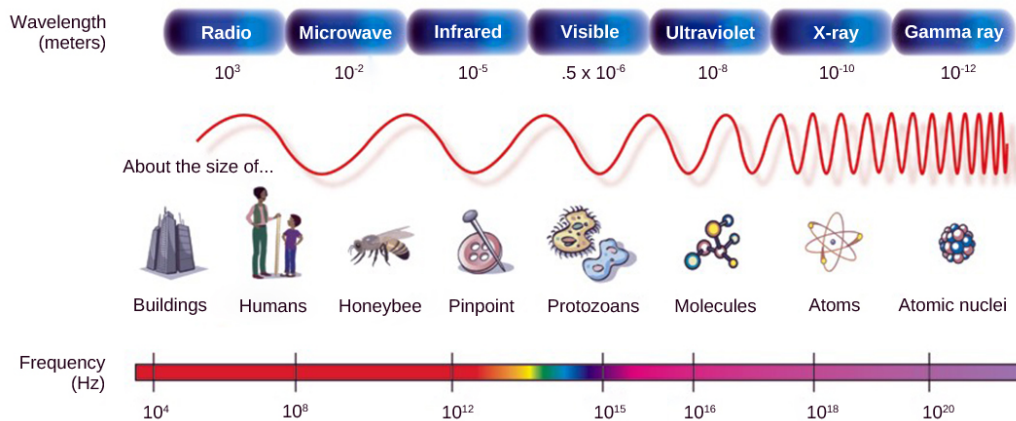 Wavelength
(meters)
Radio Microwave Infrared Visible Ultraviolet X-ray Gamma ray
10³ 10⁻² 10⁻⁵ .5 x 10⁻⁶ 10⁻⁸ 10⁻¹⁰ 10⁻¹²
About the size of...
Buildings Humans Honeybee Pinpoint Protozoans Molecules Atoms Atomic nuclei
Frequency
(Hz)
10⁴ 10⁸ 10¹² 10¹⁵ 10¹⁶ 10¹⁸ 10²⁰